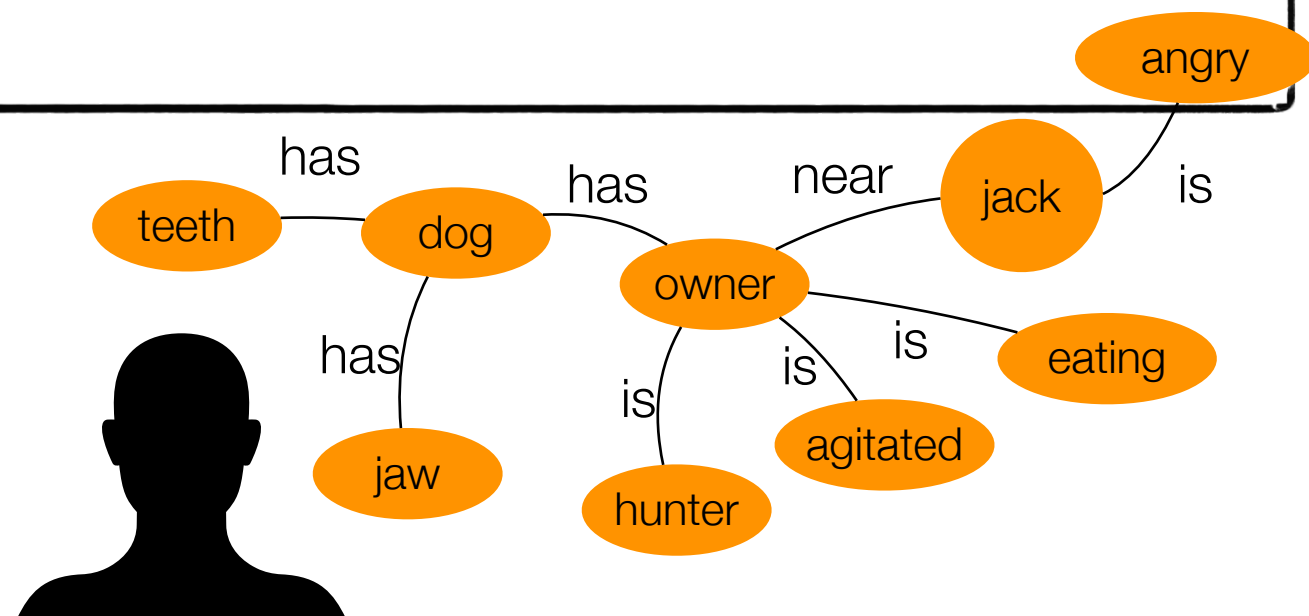 angry
has
has
near
is
jack
teeth
dog
owner
is
has
is
eating
is
agitated
jaw
hunter